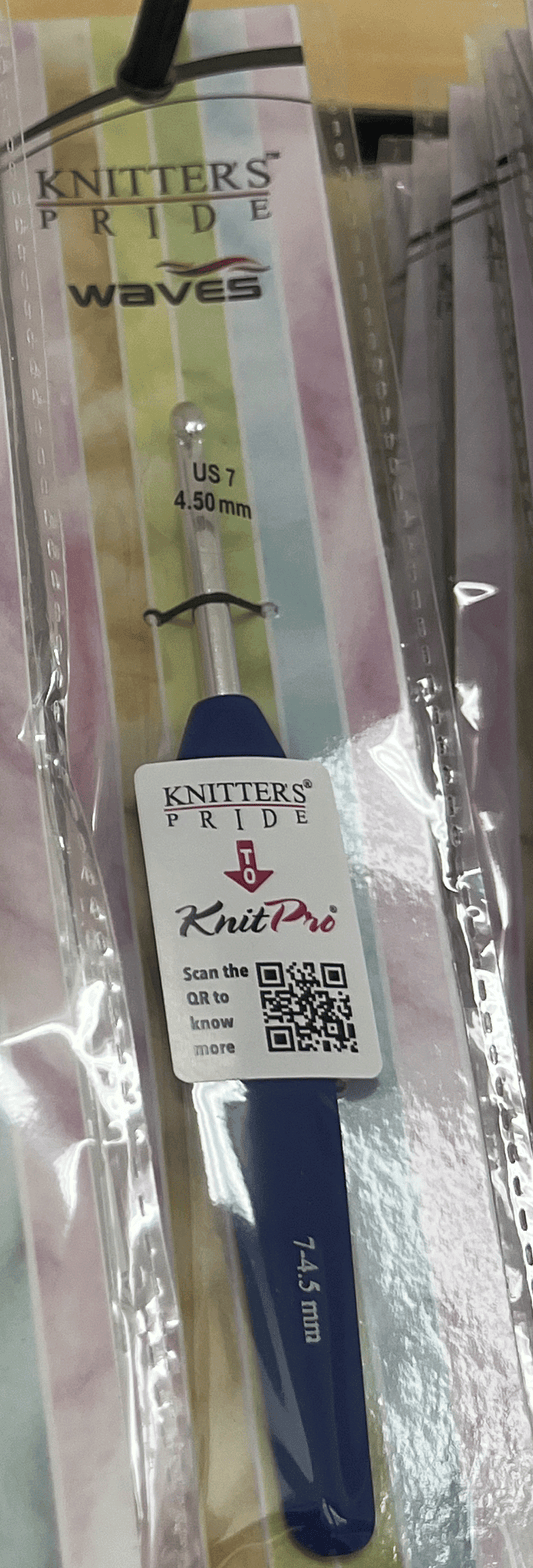 KNITTER'S™
PRIDE
waves
US 7
4.50 mm
KNITTER'S®
PRIDE
TO
KnitPro®
Scan the
QR to
know
more
7-4.5 mm